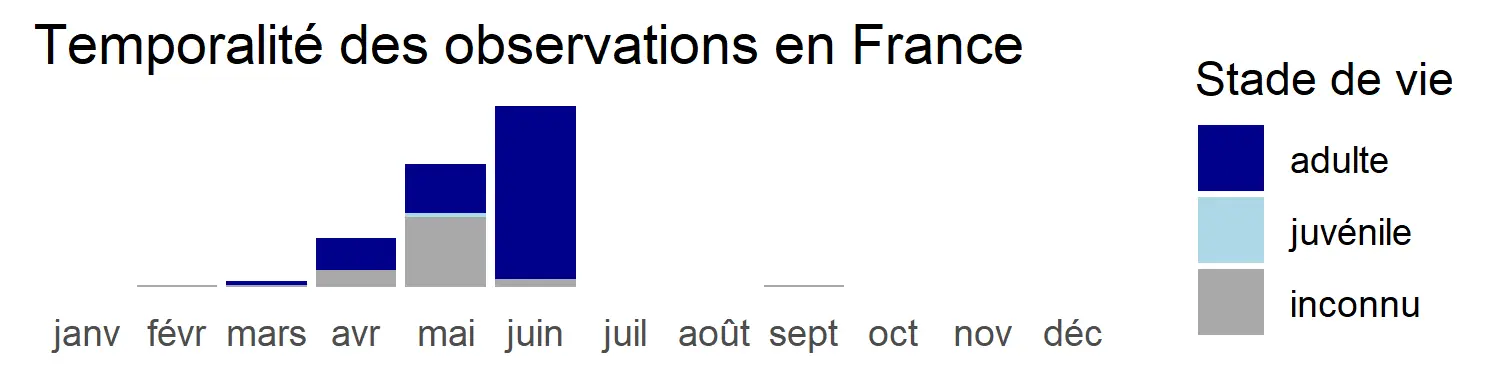 Temporalité des observations en France
Stade de vie
adulte
juvénile
inconnu
janv févr mars avr mai juin juil août sept oct nov déc